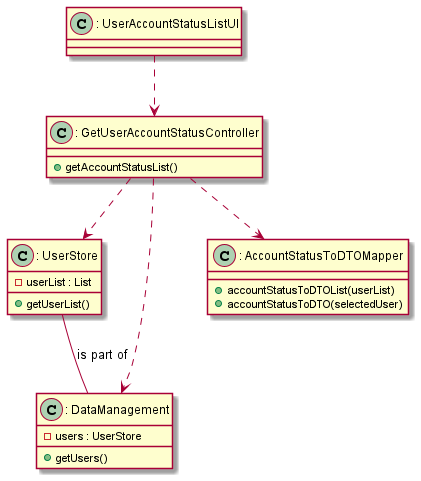 C : UserAccountStatusListUI
C : GetUserAccountStatusController
getAccountStatusList()
C : UserStore
userList : List
getUserList()
C : AccountStatusToDTOMapper
accountStatusToDTOList(userList)
accountStatusToDTO(selectedUser)
is part of
C : DataManagement
users : UserStore
getUsers()